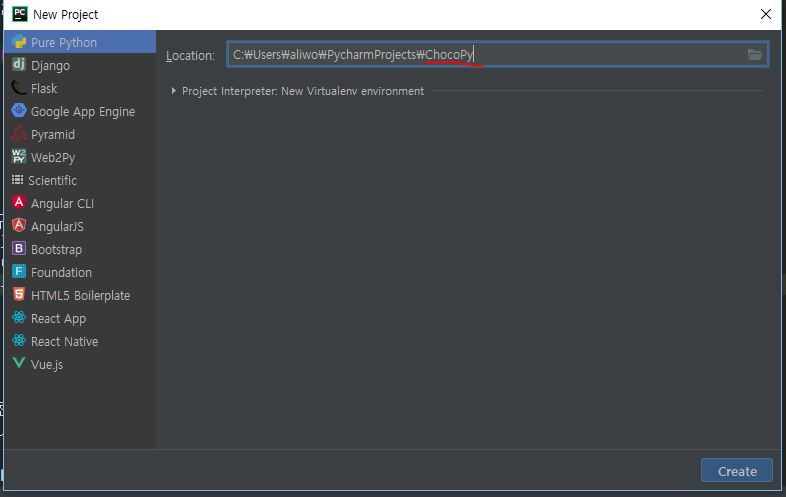 New Project
Pure Python
Django
Flask
Google App Engine
Pyramid
Web2Py
Scientific
Angular CLI
AngularJS
Bootstrap
Foundation
HTML5 Boilerplate
React App
React Native
Vue.js
Location: C:₩Users₩aliwo₩PycharmProjects₩ChocoPy
Project Interpreter: New Virtualenv environment
Create